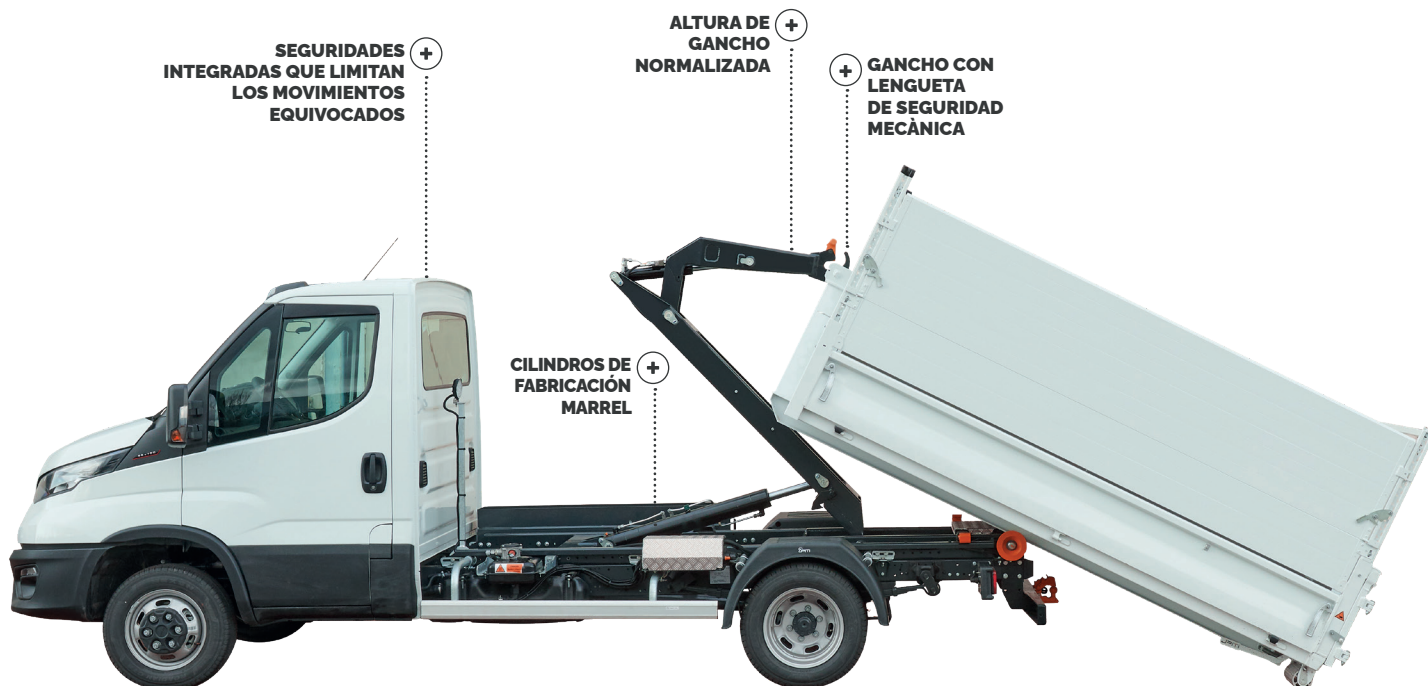 SEGURIDADES
INTEGRADAS QUE LIMITAN
LOS MOVIMIENTOS
EQUIVOCADOS
ALTURA DE
GANCHO
NORMALIZADA
GANCHO CON
LENGUETA
DE SEGURIDAD
MECÀNICA
CILINDROS DE
FABRICACIÓN
MARREL